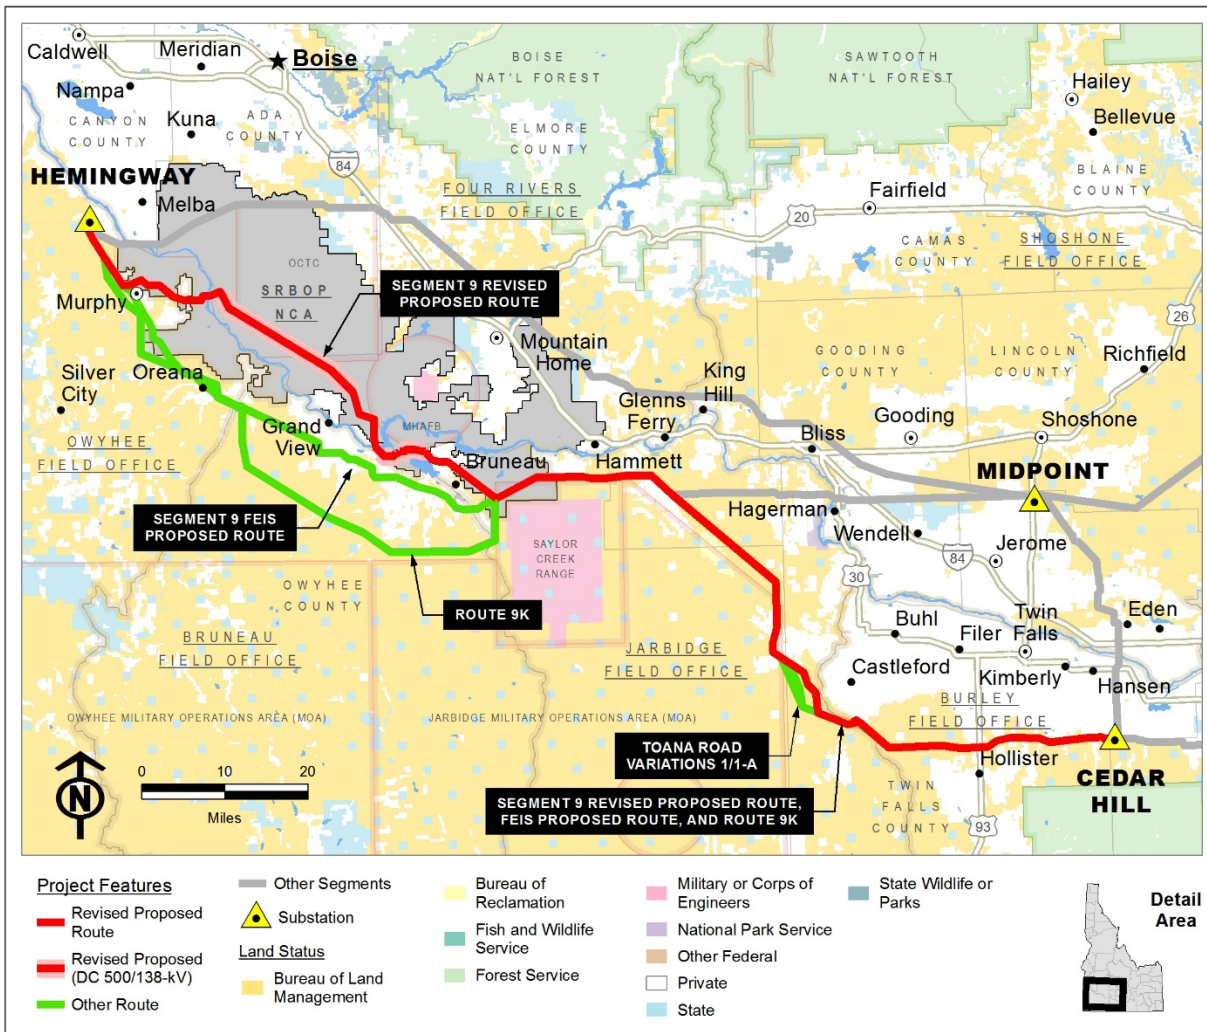 Caldwell
Meridian
Boise
Nampa
CANYON
COUNTY
Kuna
ADA
COUNTY
BOISE
NAT'L FOREST
SAWTOOTH
NAT'L FOREST
Hailey
Bellevue
ELMORE
COUNTY
84
HEMINGWAY
Melba
FOUR RIVERS
FIELD OFFICE
Fairfield
BLAINE
COUNTY
20
CAMAS
COUNTY
SHOSHONE
FIELD OFFICE
OCTC
SRBOP
NCA
SEGMENT 9 REVISED
PROPOSED ROUTE
Murphy
26
Mountain
Home
GOODING
COUNTY
LINCOLN
COUNTY
Richfield
Silver
City
Oreana
King
Hill
Glenns
Ferry
Gooding
Shoshone
Grand
View
MHAFB
OWYHEE
FIELD OFFICE
Bruneau
Hammett
Bliss
MIDPOINT
SEGMENT 9 FEIS
PROPOSED ROUTE
Hagerman
Wendell
SAYLOR
CREEK
RANGE
84
Jerome
OWYHEE
COUNTY
30
ROUTE 9K
Buhl
Filer
Twin
Falls
Eden
BRUNEAU
FIELD OFFICE
JARBIDGE
FIELD OFFICE
Castleford
Kimberly
Hansen
BURLEY
FIELD OFFICE
OWYHEE MILITARY OPERATIONS AREA (MOA)
JARBIDGE MILITARY OPERATIONS AREA (MOA)
TOANA ROAD
VARIATIONS 1/1-A
Hollister
CEDAR
HILL
N
0 10 20
Miles
SEGMENT 9 REVISED PROPOSED ROUTE,
FEIS PROPOSED ROUTE, AND ROUTE 9K
TWIN
FALLS
COUNTY
93
Project Features
Revised Proposed
Route
Revised Proposed
(DC 500/138-kV)
Other Route
Other Segments
Substation
Land Status
Bureau of Land
Management
Bureau of
Reclamation
Fish and Wildlife
Service
Forest Service
Military or Corps of
Engineers
National Park Service
Other Federal
Private
State
State Wildlife or
Parks
Detail
Area